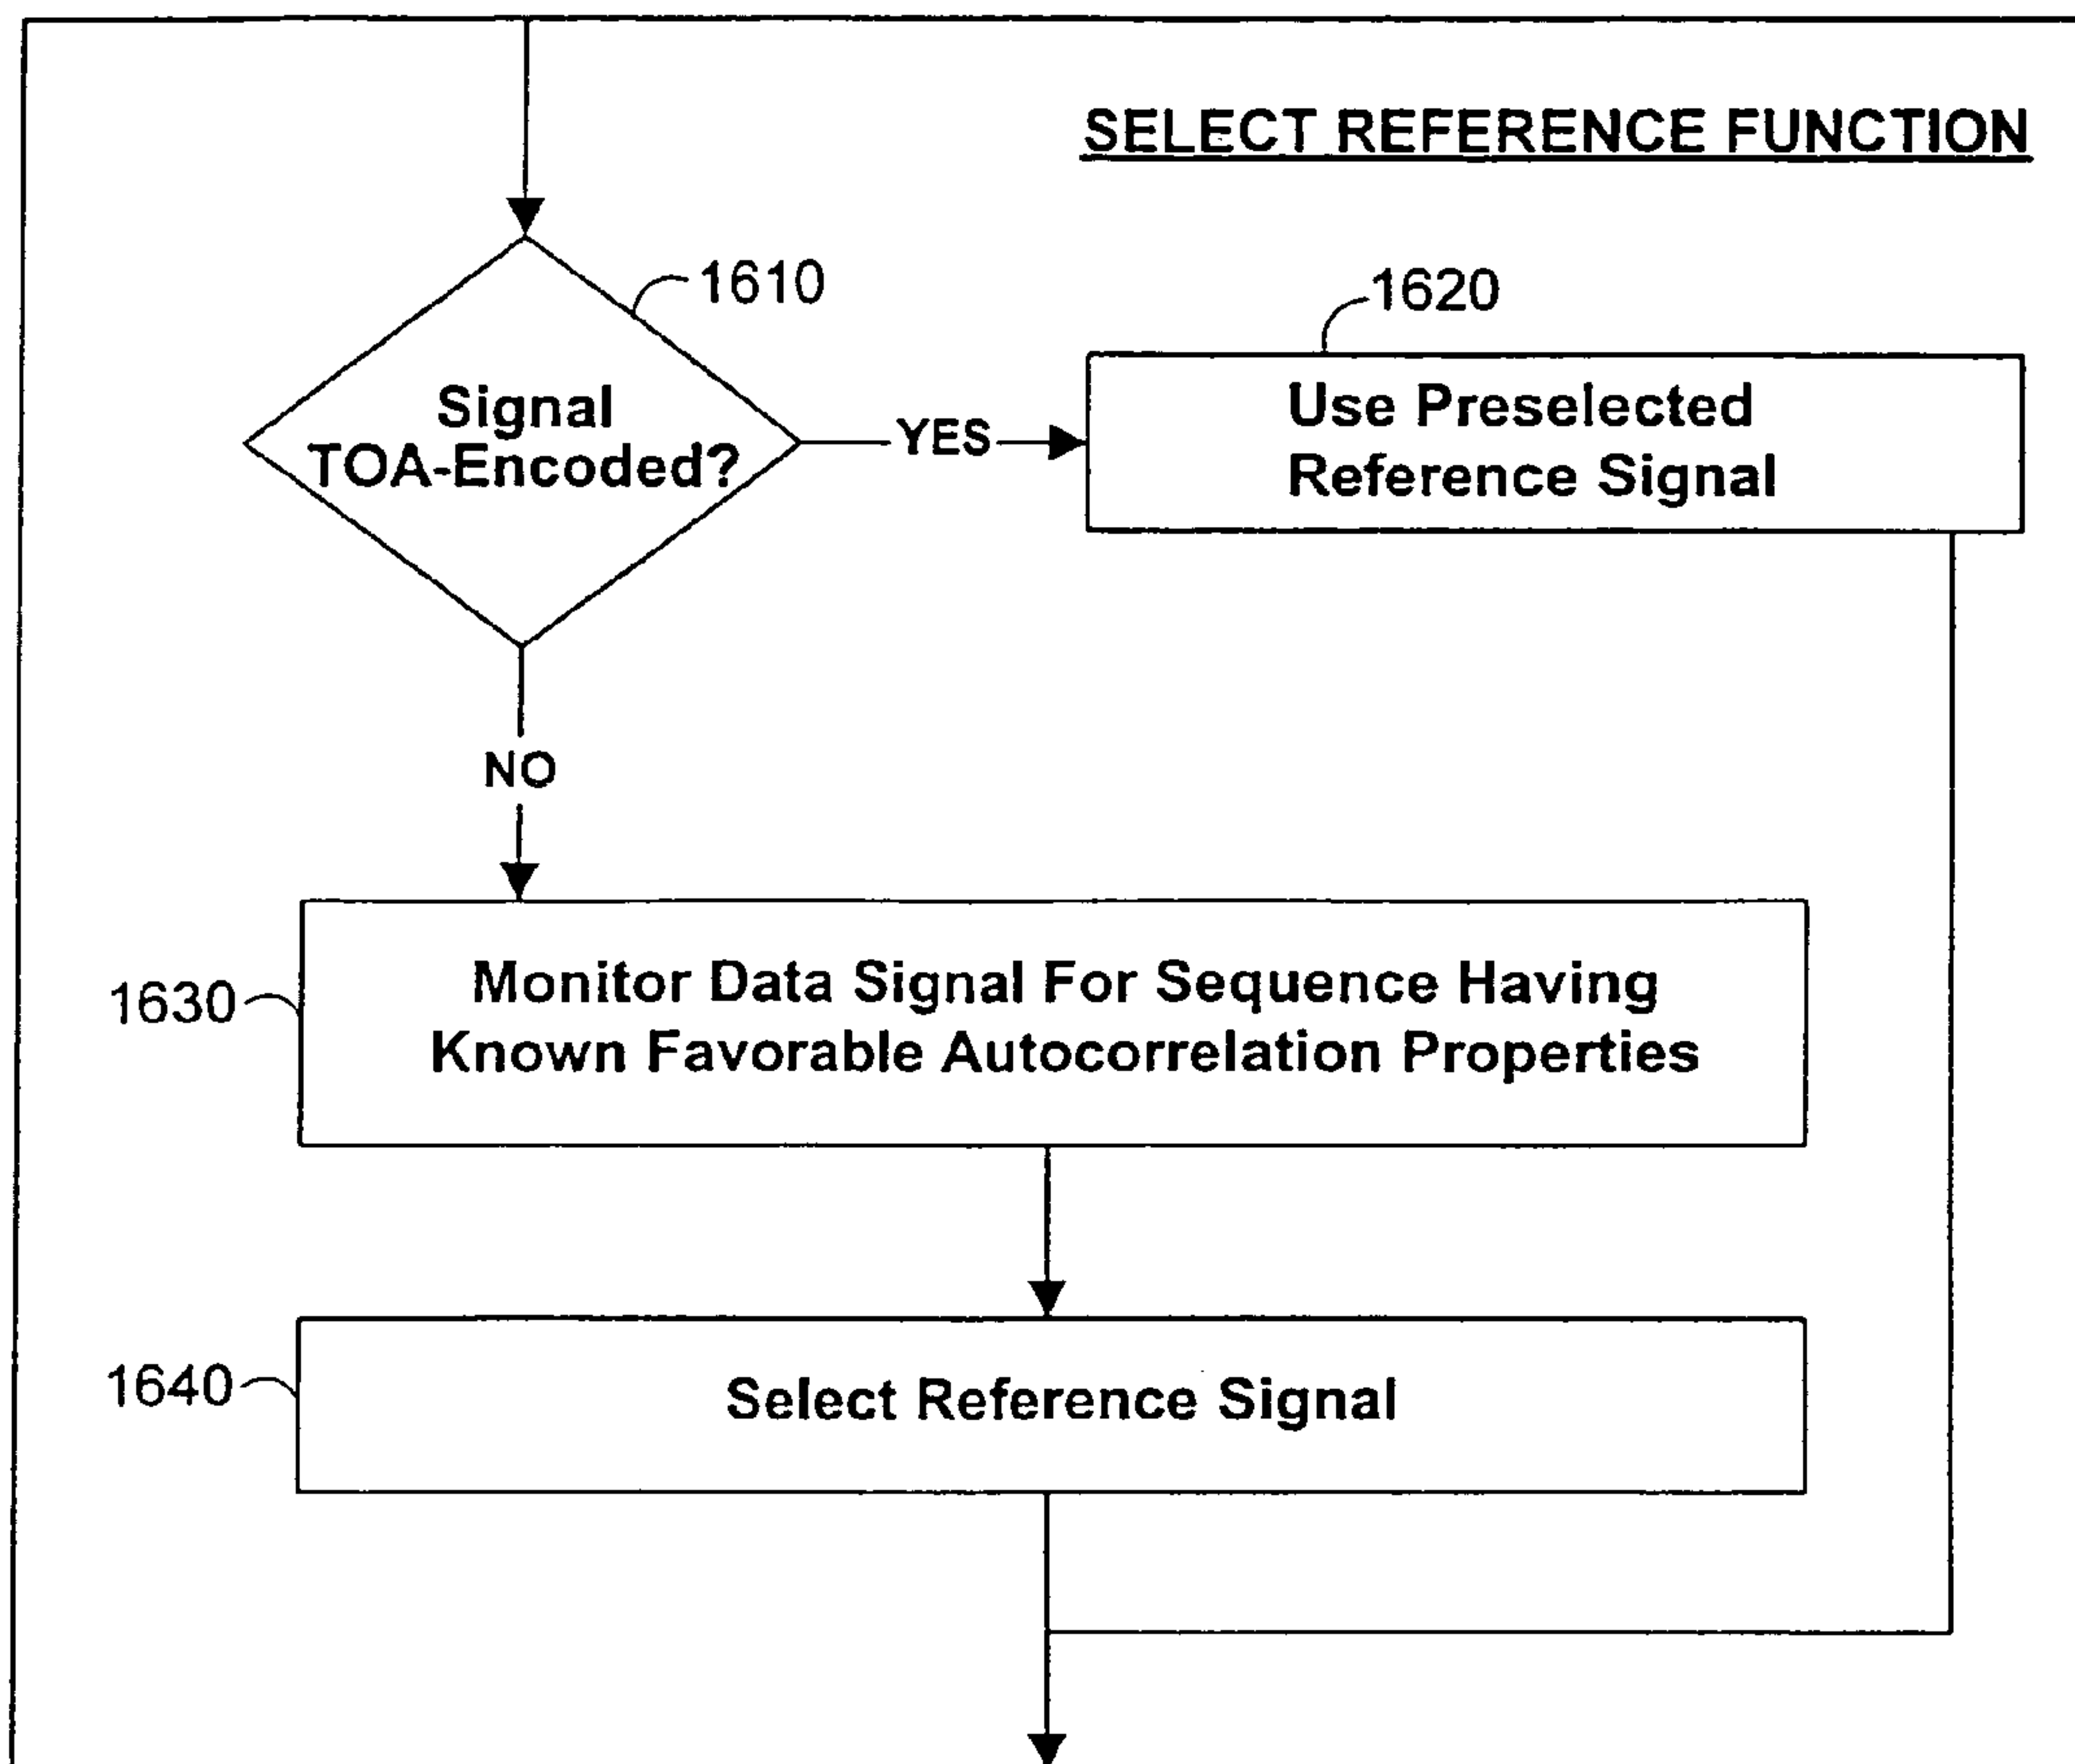 SELECT REFERENCE FUNCTION
1610
Signal
TOA-Encoded?
YES
1620
Use Preselected
Reference Signal
NO
1630
Monitor Data Signal For Sequence Having
Known Favorable Autocorrelation Properties
1640
Select Reference Signal